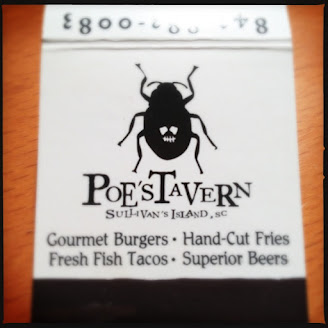 POE'S TAVERN
SULLIVAN'S ISLAND, SC
Gourmet Burgers • Hand-Cut Fries
Fresh Fish Tacos • Superior Beers